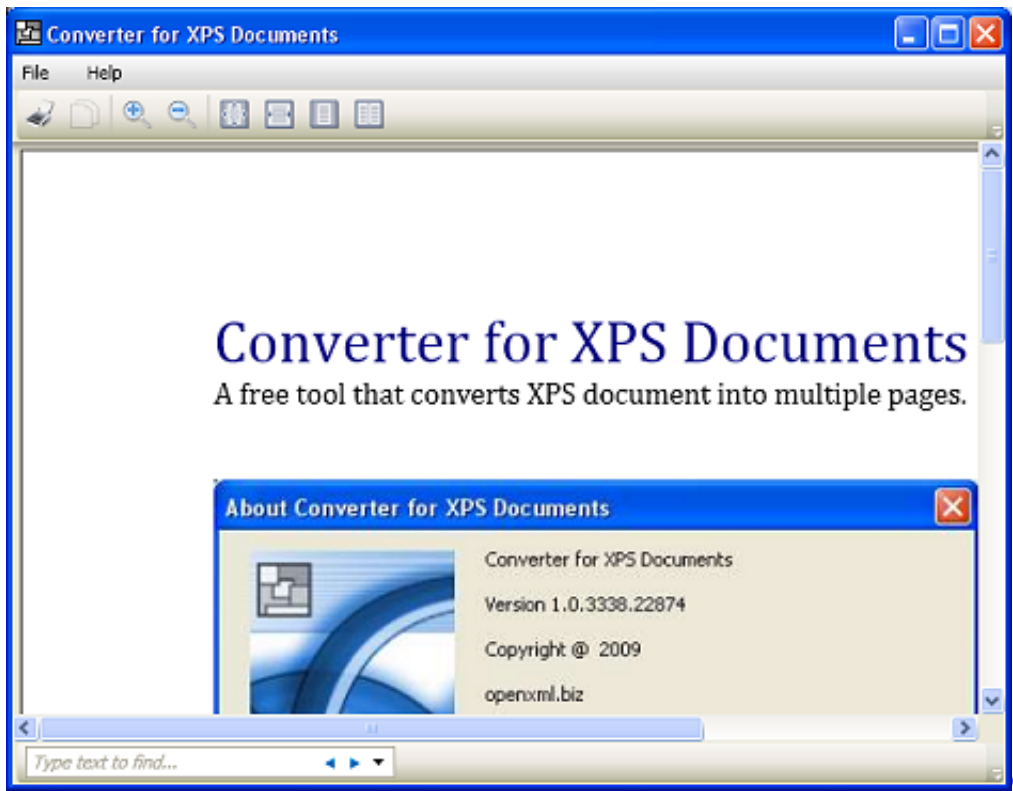 Converter for XPS Documents
File Help
Converter for XPS Documents
A free tool that converts XPS document into multiple pages.
About Converter for XPS Documents
Converter for XPS Documents
Version 1.0.3338.22874
Copyright @ 2009
openxml.biz
Type text to find...